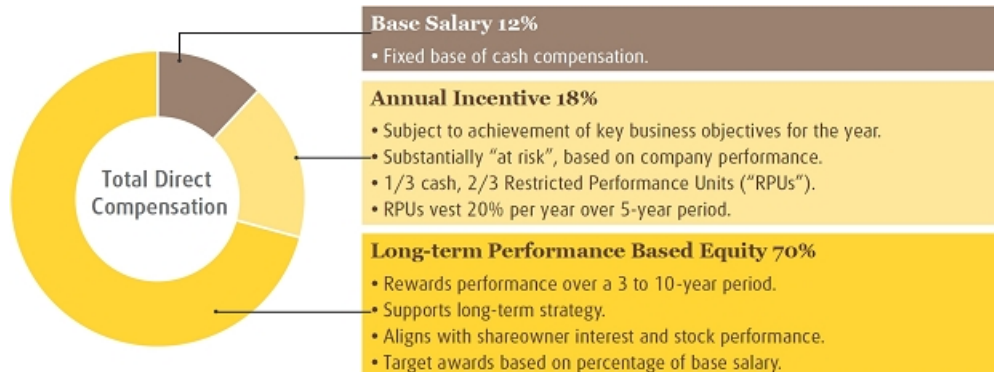 Total Direct
Compensation
Base Salary 12%
• Fixed base of cash compensation.
Annual Incentive 18%
• Subject to achievement of key business objectives for the year.
• Substantially “at risk”, based on company performance.
• 1/3 cash, 2/3 Restricted Performance Units (“RPUs”).
• RPUs vest 20% per year over 5-year period.
Long-term Performance Based Equity 70%
• Rewards performance over a 3 to 10-year period.
• Supports long-term strategy.
• Aligns with shareowner interest and stock performance.
• Target awards based on percentage of base salary.